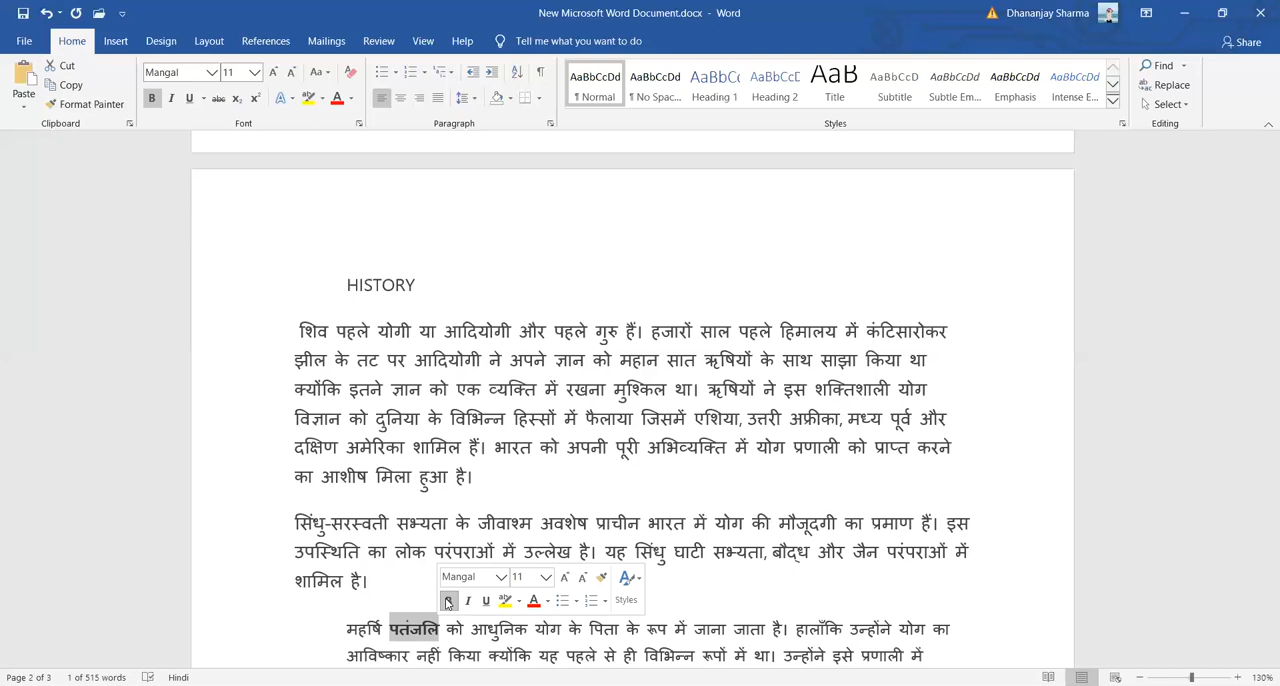 New Microsoft Word Document.docx - Word
Dhananjay Sharma
File Home Insert Design Layout References Mailings Review View Help Tell me what you want to do
Share
Paste
Cut
Copy
Format Painter
Clipboard
Mangal 11
Aa
B I U abc x₂ x² A ab A
Font
Paragraph
AaBbCcDd AaBbCcDd AaBbCc AaBbCcD AaB AaBbCcD AaBbCcDd AaBbCcDd AaBbCcDd
¶ Normal ¶ No Spac... Heading 1 Heading 2 Title Subtitle Subtle Em... Emphasis Intense E...
Styles
Find
Replace
Select
Editing
HISTORY
शिव पहले योगी या आदियोगी और पहले गुरु हैं। हजारों साल पहले हिमालय में कंटिसारोकर
झील के तट पर आदियोगी ने अपने ज्ञान को महान सात ऋषियों के साथ साझा किया था
क्योंकि इतने ज्ञान को एक व्यक्ति में रखना मुश्किल था। ऋषियों ने इस शक्तिशाली योग
विज्ञान को दुनिया के विभिन्न हिस्सों में फैलाया जिसमें एशिया, उत्तरी अफ्रीका, मध्य पूर्व और
दक्षिण अमेरिका शामिल हैं। भारत को अपनी पूरी अभिव्यक्ति में योग प्रणाली को प्राप्त करने
का आशीष मिला हुआ है।
सिंधु-सरस्वती सभ्यता के जीवाश्म अवशेष प्राचीन भारत में योग की मौजूदगी का प्रमाण हैं। इस
उपस्थिति का लोक परंपराओं में उल्लेख है। यह सिंधु घाटी सभ्यता, बौद्ध और जैन परंपराओं में
शामिल है।
Mangal 11
B I U ab A Styles
महर्षि पतंजलि को आधुनिक योग के पिता के रूप में जाना जाता है। हालाँकि उन्होंने योग का
आविष्कार नहीं किया क्योंकि यह पहले से ही विभिन्न रूपों में था। उन्होंने इसे प्रणाली में
Page 2 of 3 1 of 515 words Hindi 130%